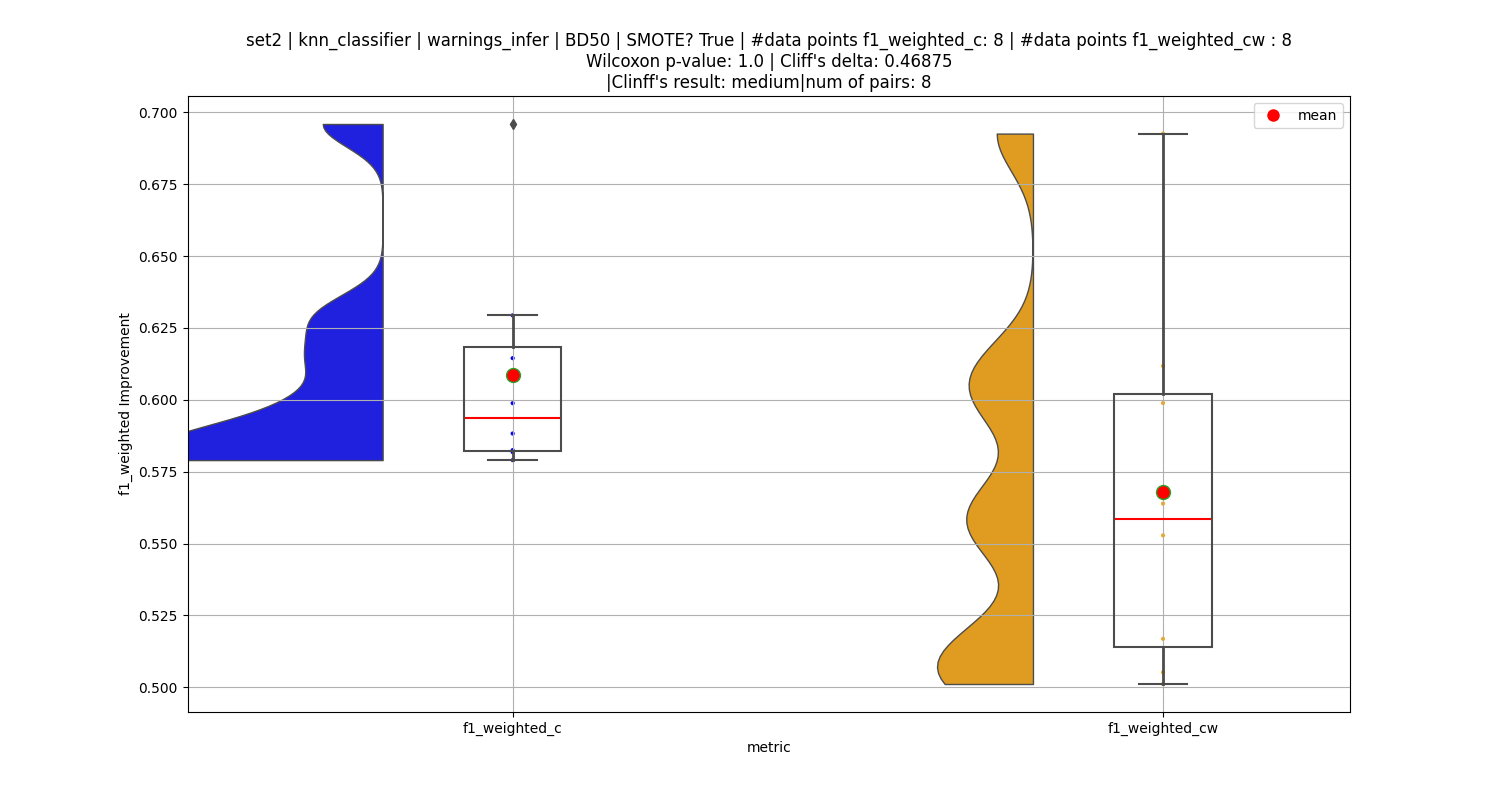 set2 | knn_classifier | warnings_infer | BD50 | SMOTE? True | #data points f1_weighted_c: 8 | #data points f1_weighted_cw : 8
Wilcoxon p-value: 1.0 | Cliff's delta: 0.46875
|Clinff's result: medium|num of pairs: 8
mean
0.700
0.675
0.650
0.625
0.600
0.575
0.550
0.525
0.500
f1_weighted Improvement
f1_weighted_c
f1_weighted_cw
metric